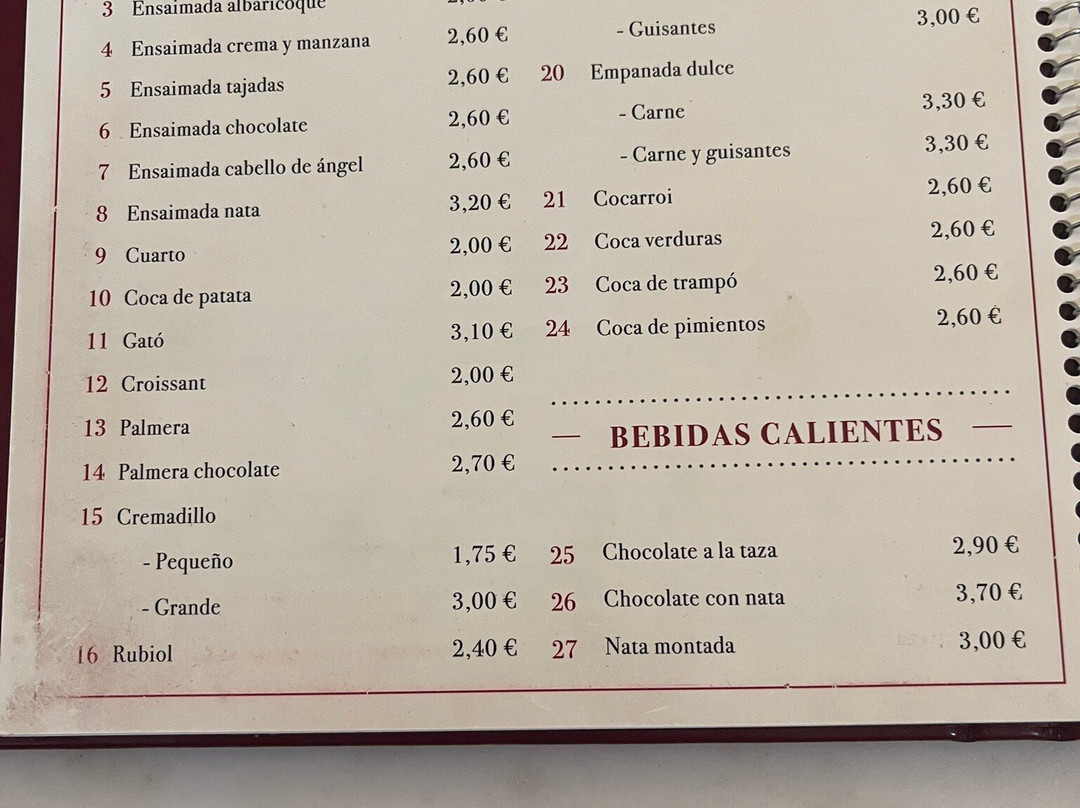 3 Ensaimada albaricoque
4 Ensaimada crema y manzana 2,60 €
5 Ensaimada tajadas 2,60 €
6 Ensaimada chocolate 2,60 €
7 Ensaimada cabello de ángel 2,60 €
8 Ensaimada nata 3,20 €
9 Cuarto 2,00 €
10 Coca de patata 2,00 €
11 Gató 3,10 €
12 Croissant 2,00 €
13 Palmera 2,60 €
14 Palmera chocolate 2,70 €
15 Cremadillo
- Pequeño 1,75 €
- Grande 3,00 €
16 Rubiol 2,40 €
- Guisantes 3,00 €
20 Empanada dulce
- Carne 3,30 €
- Carne y guisantes 3,30 €
21 Cocarroi 2,60 €
22 Coca verduras 2,60 €
23 Coca de trampó 2,60 €
24 Coca de pimientos 2,60 €
BEBIDAS CALIENTES
25 Chocolate a la taza 2,90 €
26 Chocolate con nata 3,70 €
27 Nata montada 3,00 €